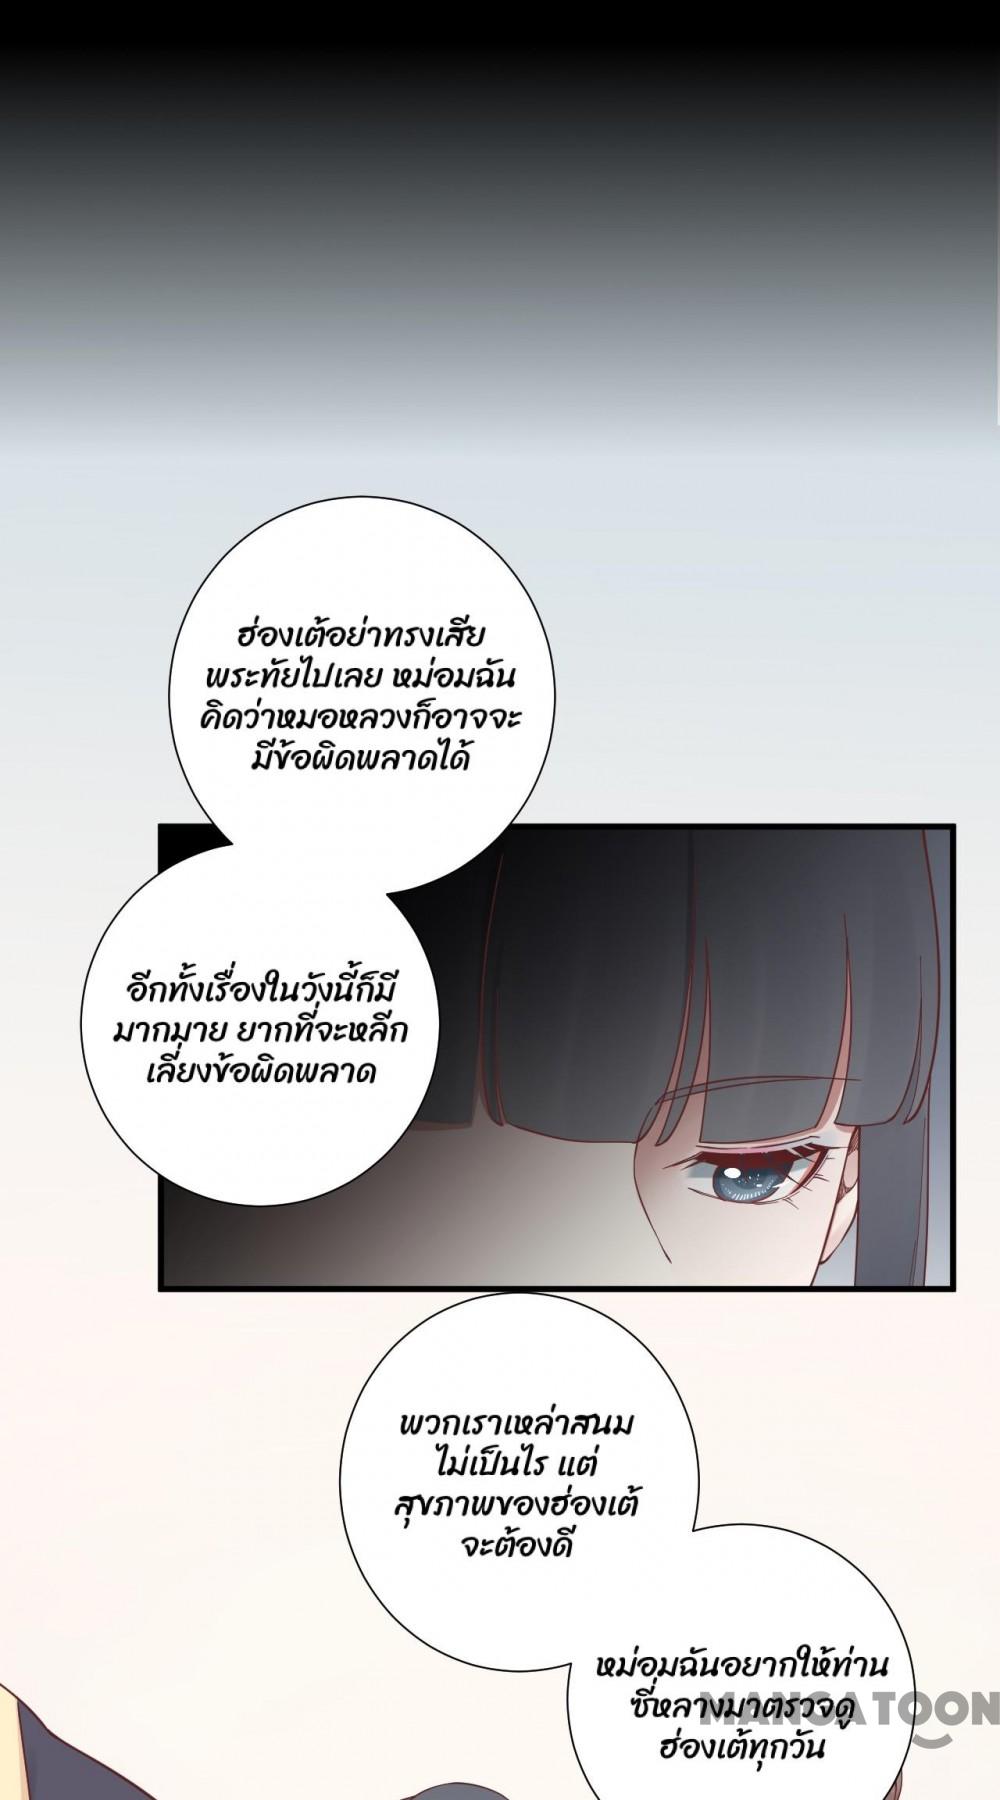 ฮ่องเต้อย่าทรงเสีย
พระทัยไปเลย หม่อมฉัน
คิดว่าหมอหลวงก็อาจจะ
มีข้อผิดพลาดได้
อีกทั้งเรื่องในวังนี้ก็มี
มากมาย ยากที่จะหลีก
เลี่ยงข้อผิดพลาด
พวกเราเหล่าสนม
ไม่เป็นไร แต่
สุขภาพของฮ่องเต้
จะต้องดี
หม่อมฉันอยากให้ท่าน
ซี่หลางมาตรวจดู
ฮ่องเต้ทุกวัน
MANGATOON